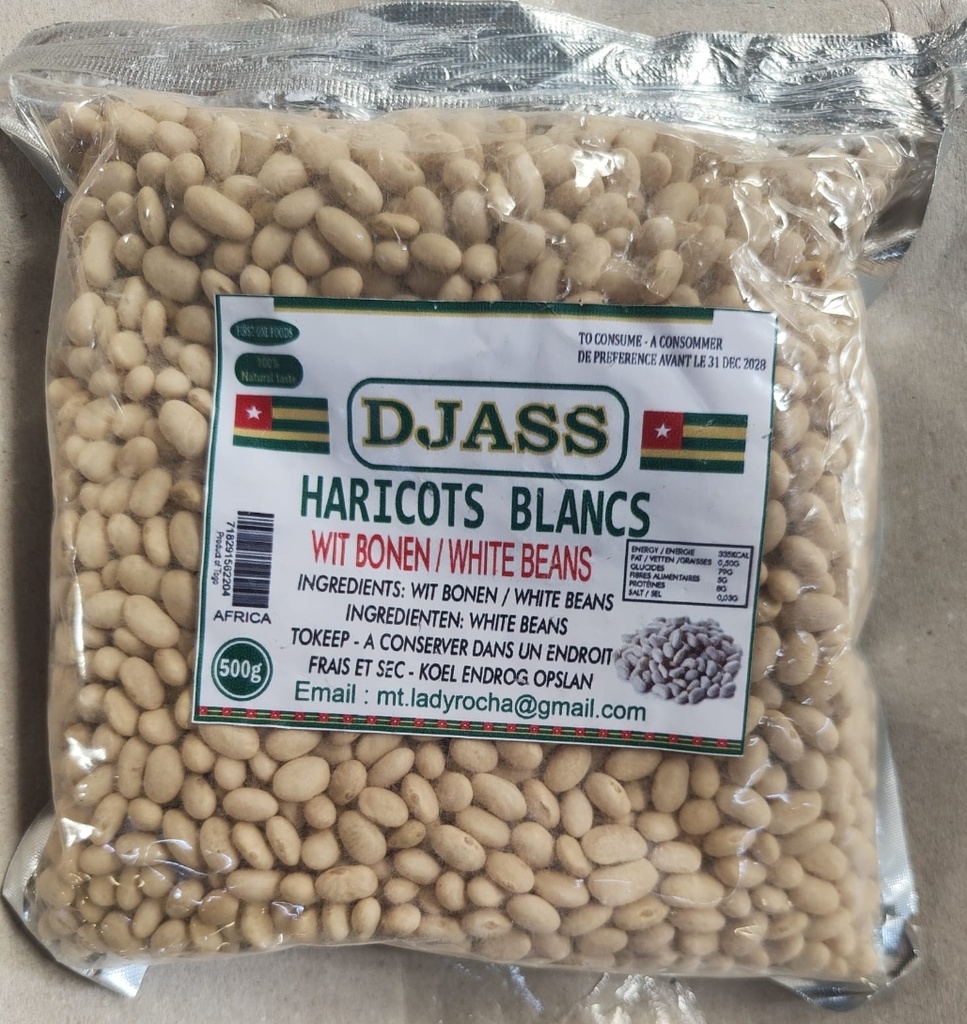 FIRST ONE FOODS
100%
Natural taste
TO CONSUME - A CONSOMMER
DE PREFERENCE AVANT LE 31 DEC 2028
DJASS
HARICOTS BLANCS
WIT BONEN / WHITE BEANS
ENERGY / ENERGIE 335KCAL
FAT / VETTEN /GRAISSES 0,50G
GLUCIDES 79G
FIBRES ALIMENTAIRES 5G
PROTÉINES 8G
SALT / SEL 0,03G
INGREDIENTS: WIT BONEN / WHITE BEANS
INGREDIENTEN: WHITE BEANS
TOKEEP - A CONSERVER DANS UN ENDROIT
FRAIS ET SEC - KOEL ENDROG OPSLAN
Email : mt.ladyrocha@gmail.com
718291562204
Product of Togo
AFRICA
500g